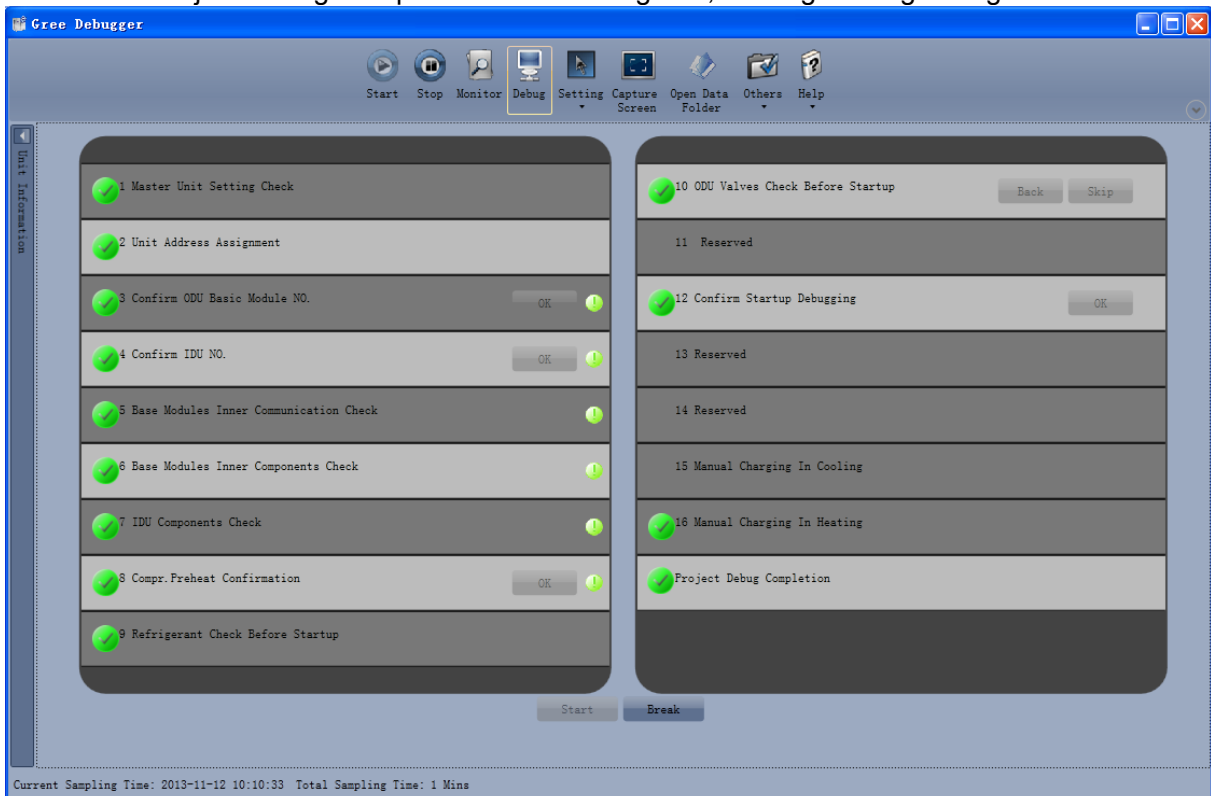 Gree Debugger
Start Stop Monitor Debug Setting Capture Screen Open Data Folder Others Help
Unit Information
1 Master Unit Setting Check
2 Unit Address Assignment
3 Confirm ODU Basic Module NO. OK
4 Confirm IDU NO. OK
5 Base Modules Inner Communication Check
6 Base Modules Inner Components Check
7 IDU Components Check
8 Compr.Preheat Confirmation OK
9 Refrigerant Check Before Startup
10 ODU Valves Check Before Startup Back Skip
11 Reserved
12 Confirm Startup Debugging OK
13 Reserved
14 Reserved
15 Manual Charging In Cooling
16 Manual Charging In Heating
Project Debug Completion
Start Break
Current Sampling Time: 2013-11-12 10:10:33 Total Sampling Time: 1 Mins